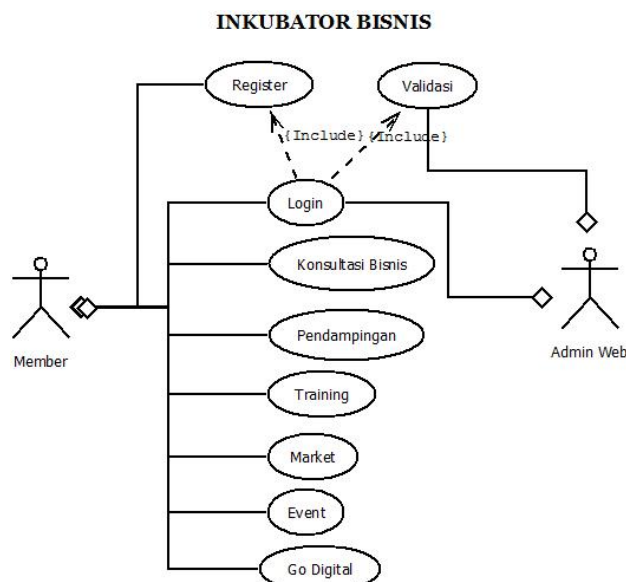 INKUBATOR BISNIS
Register
Validasi
{Include}
{Include}
Login
Konsultasi Bisnis
Member
Admin Web
Pendampingan
Training
Market
Event
Go Digital